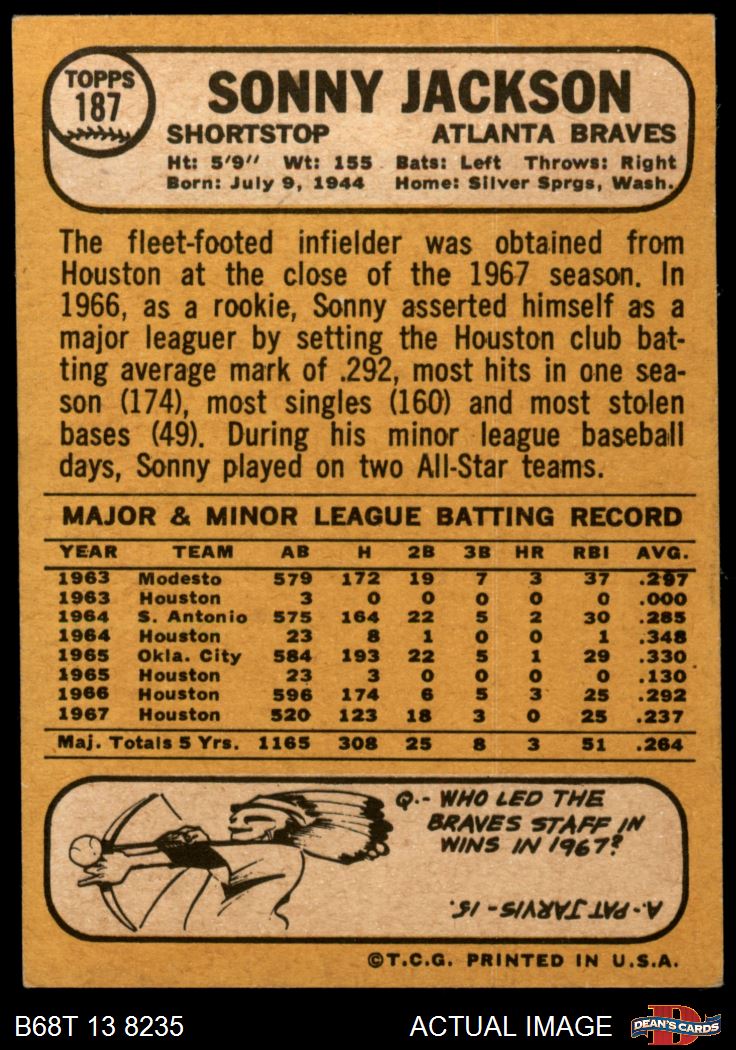 TOPPS
187
SONNY JACKSON
SHORTSTOP ATLANTA BRAVES
Ht: 5'9" Wt: 155 Bats: Left Throws: Right
Born: July 9, 1944 Home: Silver Sprgs, Wash.
The fleet-footed infielder was obtained from
Houston at the close of the 1967 season. In
1966, as a rookie, Sonny asserted himself as a
major leaguer by setting the Houston club bat-
ting average mark of .292, most hits in one sea-
son (174), most singles (160) and most stolen
bases (49). During his minor league baseball
days, Sonny played on two All-Star teams.
MAJOR & MINOR LEAGUE BATTING RECORD
YEAR TEAM AB H 2B 3B HR RBI AVG.
1963 Modesto 579 172 19 7 3 37 .297
1963 Houston 3 0 0 0 0 0 .000
1964 S. Antonio 575 164 22 5 2 30 .285
1964 Houston 23 8 1 0 0 1 .348
1965 Okla. City 584 193 22 5 1 29 .330
1965 Houston 23 3 0 0 0 0 .130
1966 Houston 596 174 6 5 3 25 .292
1967 Houston 520 123 18 3 0 25 .237
Maj. Totals 5 Yrs. 1165 308 25 8 3 51 .264
Q.- WHO LED THE
BRAVES STAFF IN
WINS IN 1967?
A.- PAT JARVIS - 15.
©T.C.G. PRINTED IN U.S.A.
B68T 13 8235 ACTUAL IMAGE
DEAN'S CARDS